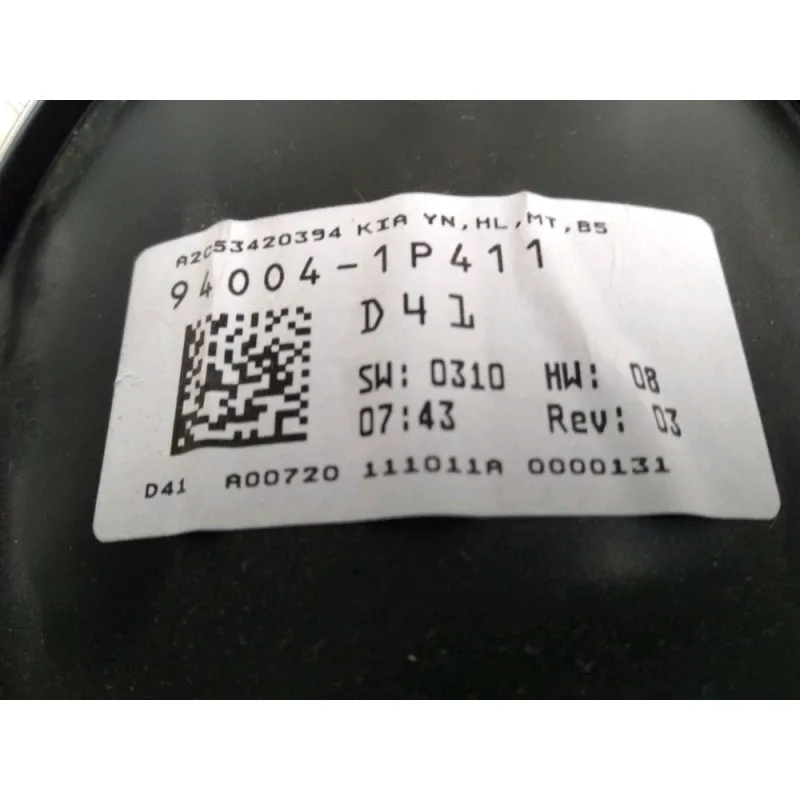 A2C53420394 KIA YN,HL,MT,B5
94004-1P411
D41
SW: 0310 HW: 08
07:43 Rev: 03
D41 A00720 111011A 0000131